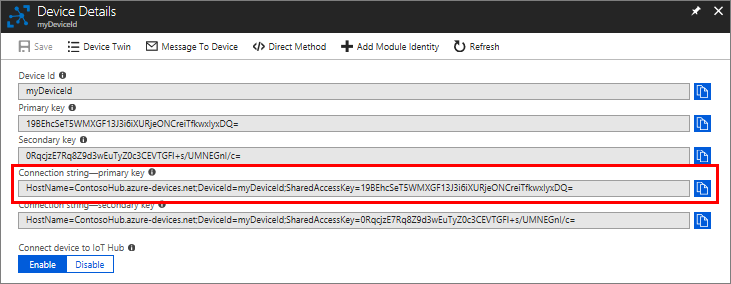 Device Details
myDeviceId
Save Device Twin Message To Device Direct Method Add Module Identity Refresh
Device Id
myDeviceId
Primary key
19BEhcSeT5WMXGF13J3i6iXURjeONCreiTfkwxlyxDQ=
Secondary key
0RqcjzE7Rq8Z9d3wEuTyZ0c3CEVTGFI+s/UMNEGnI/c=
Connection string—primary key
HostName=ContosoHub.azure-devices.net;DeviceId=myDeviceId;SharedAccessKey=19BEhcSeT5WMXGF13J3i6iXURjeONCreiTfkwxlyxDQ=
Connection string—secondary key
HostName=ContosoHub.azure-devices.net;DeviceId=myDeviceId;SharedAccessKey=0RqcjzE7Rq8Z9d3wEuTyZ0c3CEVTGFI+s/UMNEGnI/c=
Connect device to IoT Hub
Enable Disable